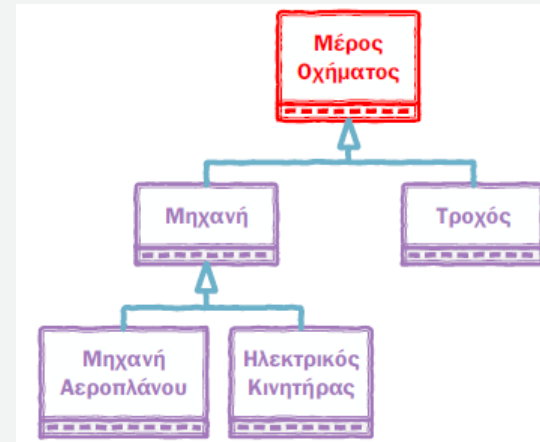 Μέρος
Οχήματος
Μηχανή
Τροχός
Μηχανή
Αεροπλάνου
Ηλεκτρικός
Κινητήρας